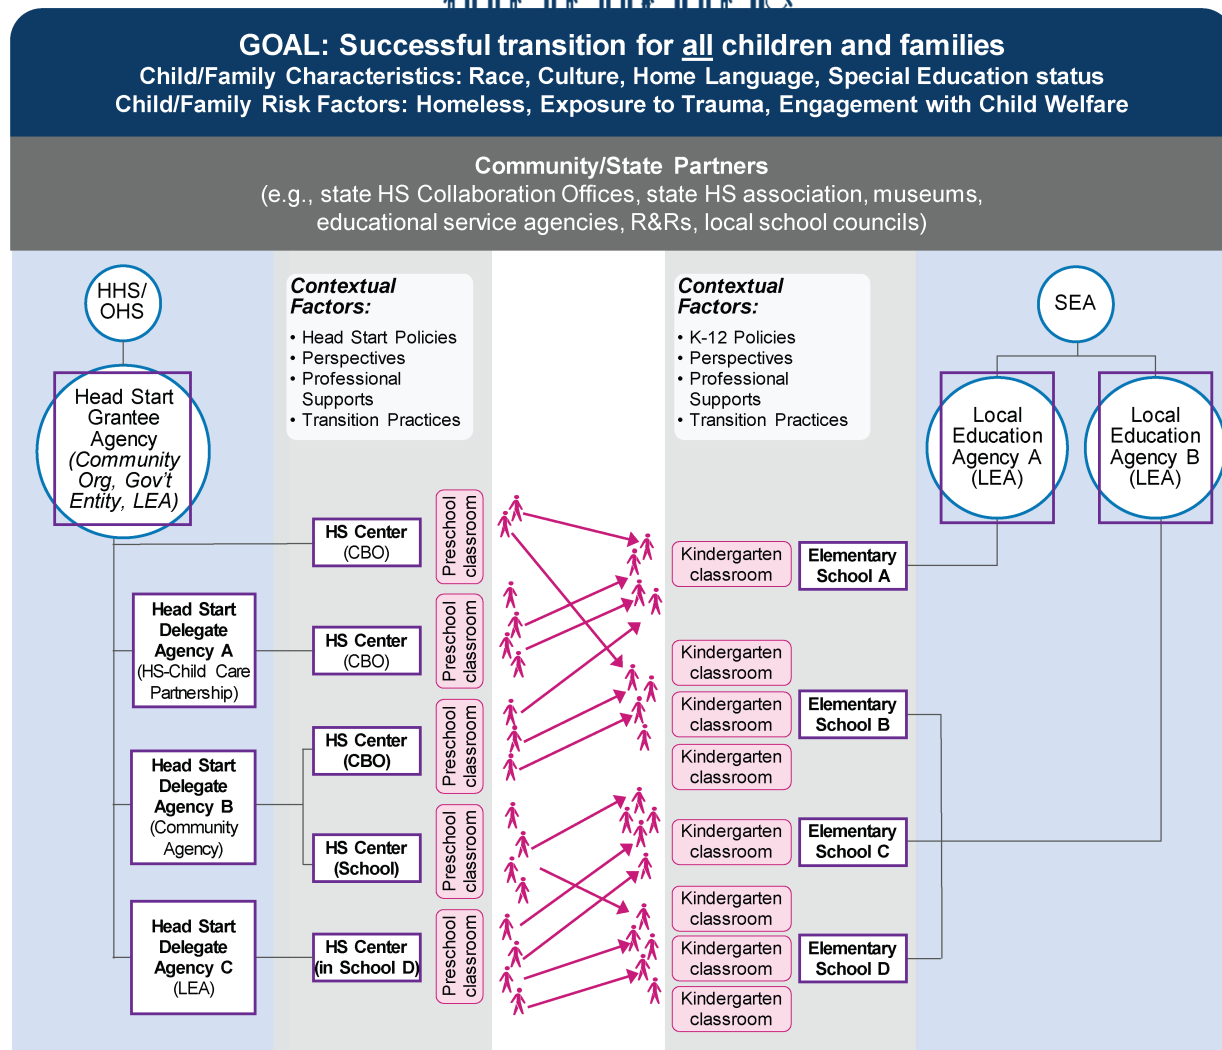 GOAL: Successful transition for all children and families
Child/Family Characteristics: Race, Culture, Home Language, Special Education status
Child/Family Risk Factors: Homeless, Exposure to Trauma, Engagement with Child Welfare
Community/State Partners
(e.g., state HS Collaboration Offices, state HS association, museums,
educational service agencies, R&Rs, local school councils)
HHS/
OHS
Head Start
Grantee
Agency
(Community
Org, Gov't
Entity, LEA)
Head Start
Delegate
Agency A
(HS-Child Care
Partnership)
Head Start
Delegate
Agency B
(Community
Agency)
Head Start
Delegate
Agency C
(LEA)
Contextual
Factors:
• Head Start Policies
• Perspectives
• Professional
Supports
• Transition Practices
HS Center
(CBO)
HS Center
(CBO)
HS Center
(CBO)
HS Center
(School)
HS Center
(in School D)
Preschool
classroom
Preschool
classroom
Preschool
classroom
Preschool
classroom
Preschool
classroom
Contextual
Factors:
• K-12 Policies
• Perspectives
• Professional
Supports
• Transition Practices
Kindergarten
classroom
Kindergarten
classroom
Kindergarten
classroom
Kindergarten
classroom
Kindergarten
classroom
Kindergarten
classroom
Kindergarten
classroom
Kindergarten
classroom
Elementary
School A
Elementary
School B
Elementary
School C
Elementary
School D
SEA
Local
Education
Agency A
(LEA)
Local
Education
Agency B
(LEA)